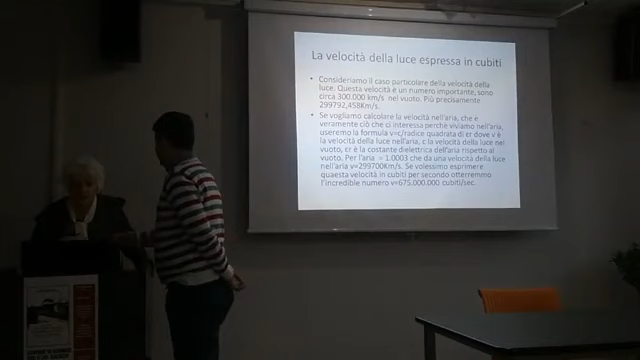 La velocità della luce espressa in cubiti
• Consideriamo il caso particolare della velocità della
luce. Questa velocità è un numero importante, sono
circa 300.000 km/s nel vuoto. Più precisamente
299792,458Km/s.
• Se vogliamo calcolare la velocità nell'aria, che è
veramente ciò che ci interessa perché viviamo nell'aria,
useremo la formula v=c/radice quadrata di εr dove v è
la velocità della luce nell'aria, c la velocità della luce nel
vuoto, εr è la costante dielettrica dell'aria rispetto al
vuoto. Per l'aria = 1.0003 che da una velocità della luce
nell'aria v=299700Km/s. Se volessimo esprimere
quaesta velocità in cubiti per secondo otterremmo
l'incredibile numero v=675.000.000 cubiti/sec.